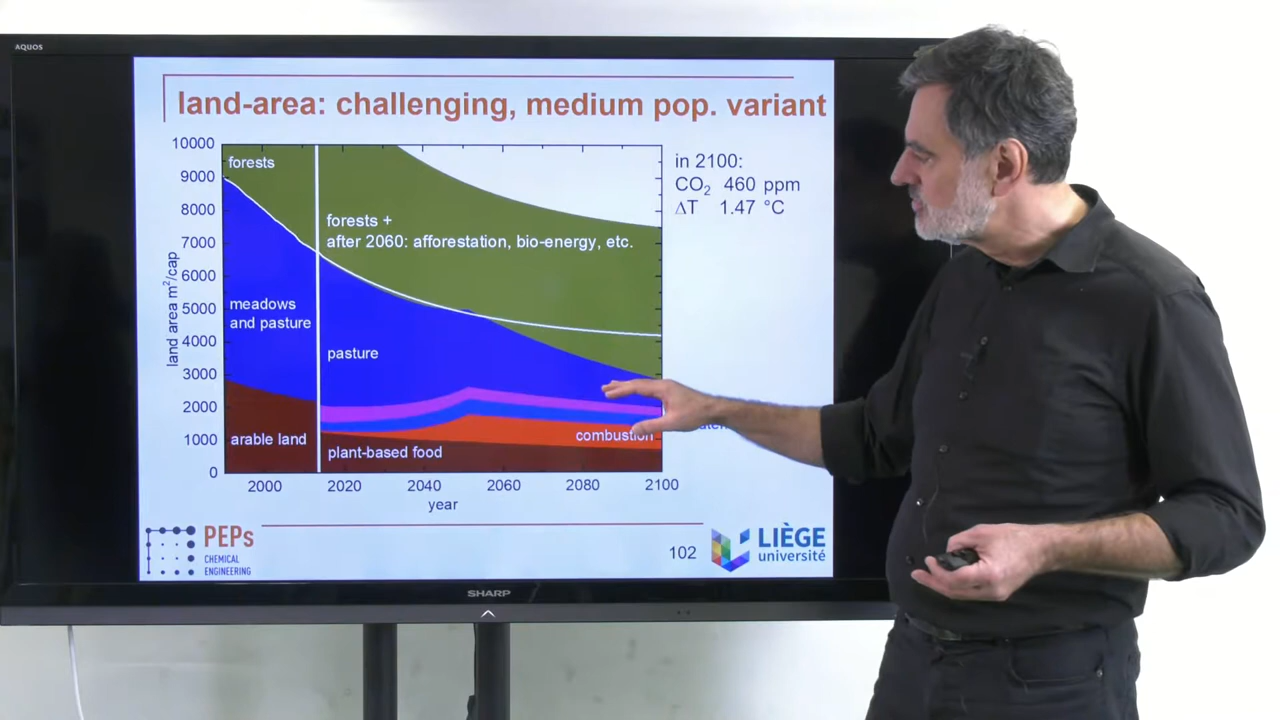 AQUOS
land-area: challenging, medium pop. variant
10000
9000
8000
7000
6000
5000
4000
3000
2000
1000
0
land area m²/cap
forests
meadows
and pasture
arable land
forests +
after 2060: afforestation, bio-energy, etc.
pasture
combustion
plant-based food
2000
2020
2040
2060
2080
2100
year
in 2100:
CO₂ 460 ppm
ΔT 1.47 °C
PEPs
CHEMICAL
ENGINEERING
102
LIÈGE
université
SHARP